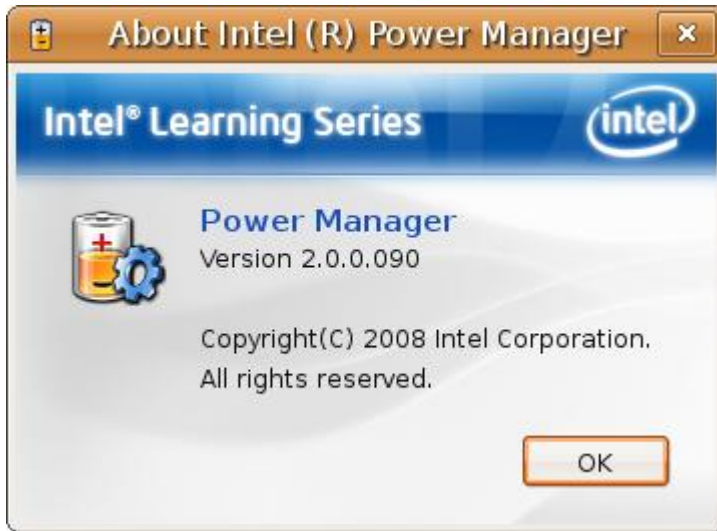 About Intel (R) Power Manager
Intel® Learning Series
intel
Power Manager
Version 2.0.0.090
Copyright(C) 2008 Intel Corporation.
All rights reserved.
OK